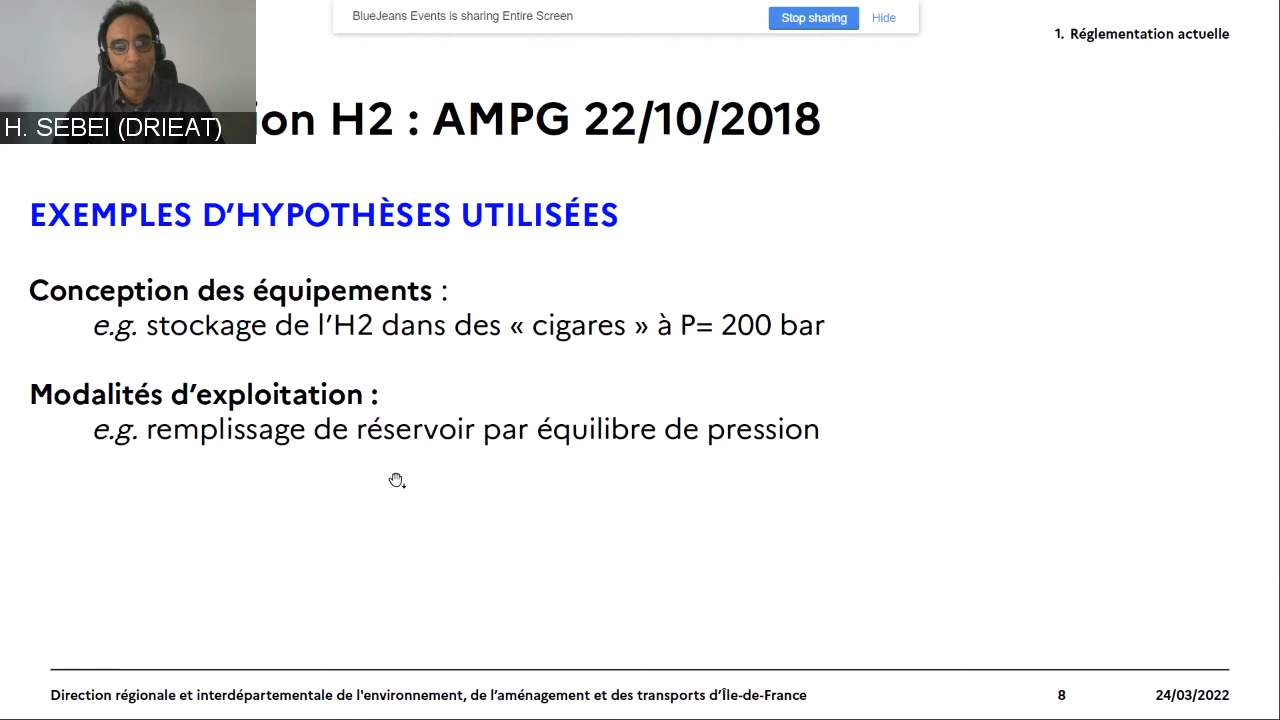 BlueJeans Events is sharing Entire Screen
Stop sharing
Hide
1. Réglementation actuelle
H. SEBEI (DRIEAT)
ion H2 : AMPG 22/10/2018
EXEMPLES D’HYPOTHÈSES UTILISÉES
Conception des équipements :
e.g. stockage de l’H2 dans des « cigares » à P= 200 bar
Modalités d’exploitation :
e.g. remplissage de réservoir par équilibre de pression
Direction régionale et interdépartementale de l'environnement, de l’aménagement et des transports d’Île-de-France
8
24/03/2022